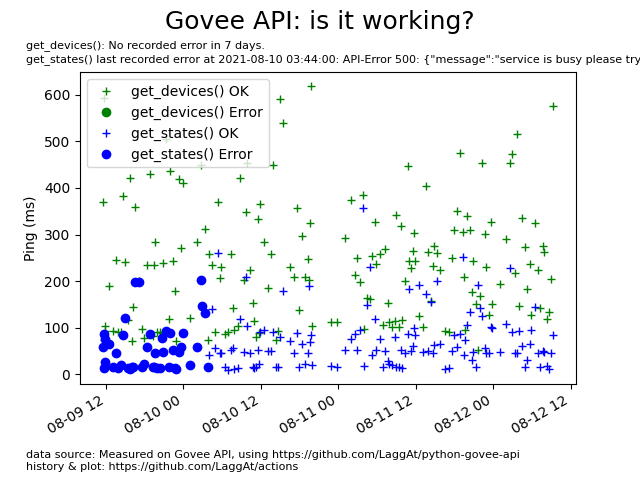 Govee API: is it working?
get_devices(): No recorded error in 7 days.
get_states() last recorded error at 2021-08-10 03:44:00: API-Error 500: {"message":"service is busy please try
get_devices() OK
get_devices() Error
get_states() OK
get_states() Error
Ping (ms)
600
500
400
300
200
100
0
08-09 12
08-10 00
08-10 12
08-11 00
08-11 12
08-12 00
08-12 12
data source: Measured on Govee API, using https://github.com/LaggAt/python-govee-api
history & plot: https://github.com/LaggAt/actions